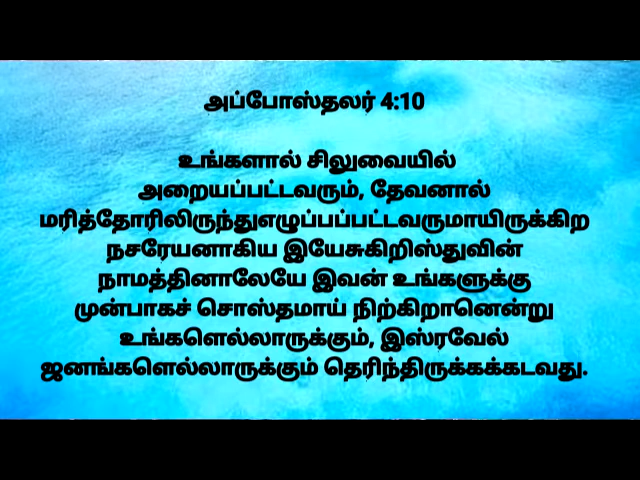 அப்போஸ்தலர் 4:10
உங்களால் சிலுவையில்
அறையப்பட்டவரும், தேவனால்
மரித்தோரிலிருந்துஎழுப்பப்பட்டவருமாயிருக்கிற
நசரேயனாகிய இயேசுகிறிஸ்துவின்
நாமத்தினாலேயே இவன் உங்களுக்கு
முன்பாகச் சொஸ்தமாய் நிற்கிறானென்று
உங்களெல்லாருக்கும், இஸ்ரவேல்
ஜனங்களெல்லாருக்கும் தெரிந்திருக்கக்கடவது.